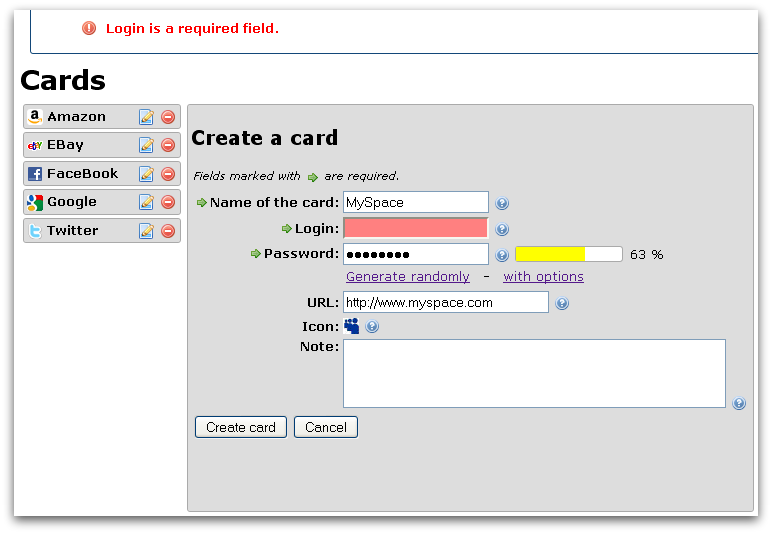 Login is a required field.
Cards
Amazon
EBay
FaceBook
Google
Twitter
Create a card
Fields marked with are required.
Name of the card: MySpace
Login:
Password: ●●●●●●●● 63 %
Generate randomly - with options
URL: http://www.myspace.com
Icon:
Note:
Create card Cancel